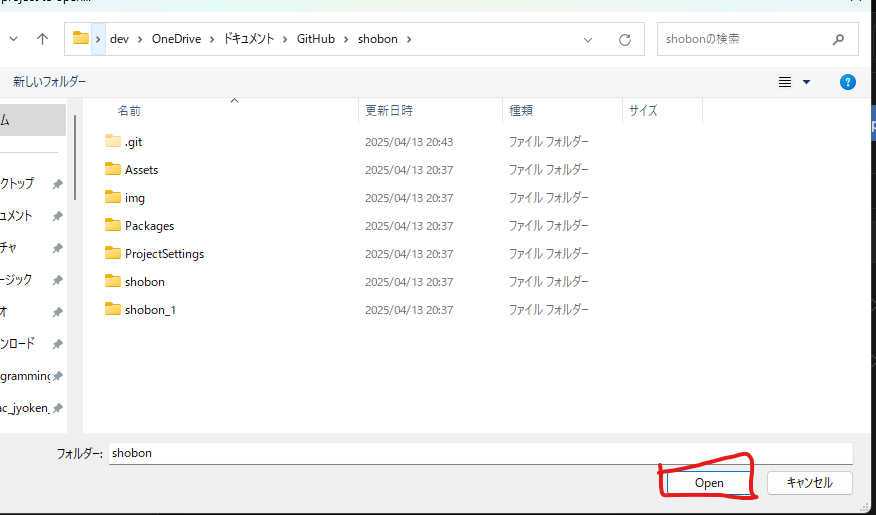 project to open...
dev > OneDrive > ドキュメント > GitHub > shobon >
shobonの検索
新しいフォルダー
?
ム
名前 更新日時 種類 サイズ
.git 2025/04/13 20:43 ファイル フォルダー
Assets 2025/04/13 20:37 ファイル フォルダー
img 2025/04/13 20:37 ファイル フォルダー
Packages 2025/04/13 20:37 ファイル フォルダー
ProjectSettings 2025/04/13 20:37 ファイル フォルダー
shobon 2025/04/13 20:37 ファイル フォルダー
shobon_1 2025/04/13 20:37 ファイル フォルダー
クトップ
ュメント
チャ
ージック
オ
ンロード
ogramming
ac_jyoken_
フォルダー: shobon
Open キャンセル